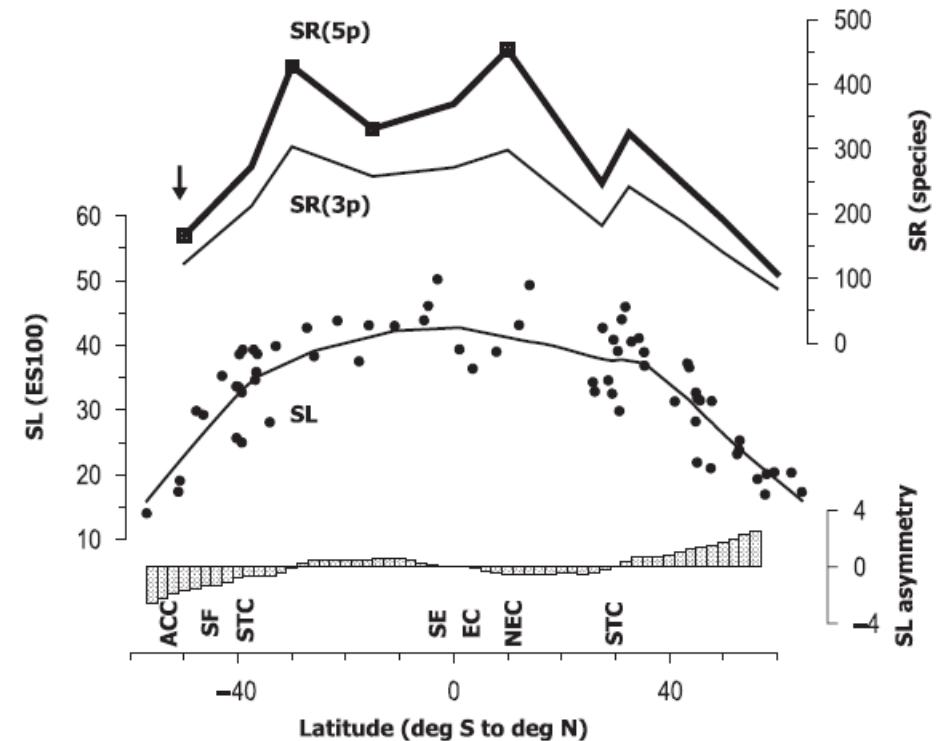 SR(5p)
500
400
300
200
100
0
SR (species)
SR(3p)
60
50
40
30
20
10
SL (ES100)
SL
4
0
–4
SL asymmetry
ACC
SF
STC
SE
EC
NEC
STC
–40
0
40
Latitude (deg S to deg N)